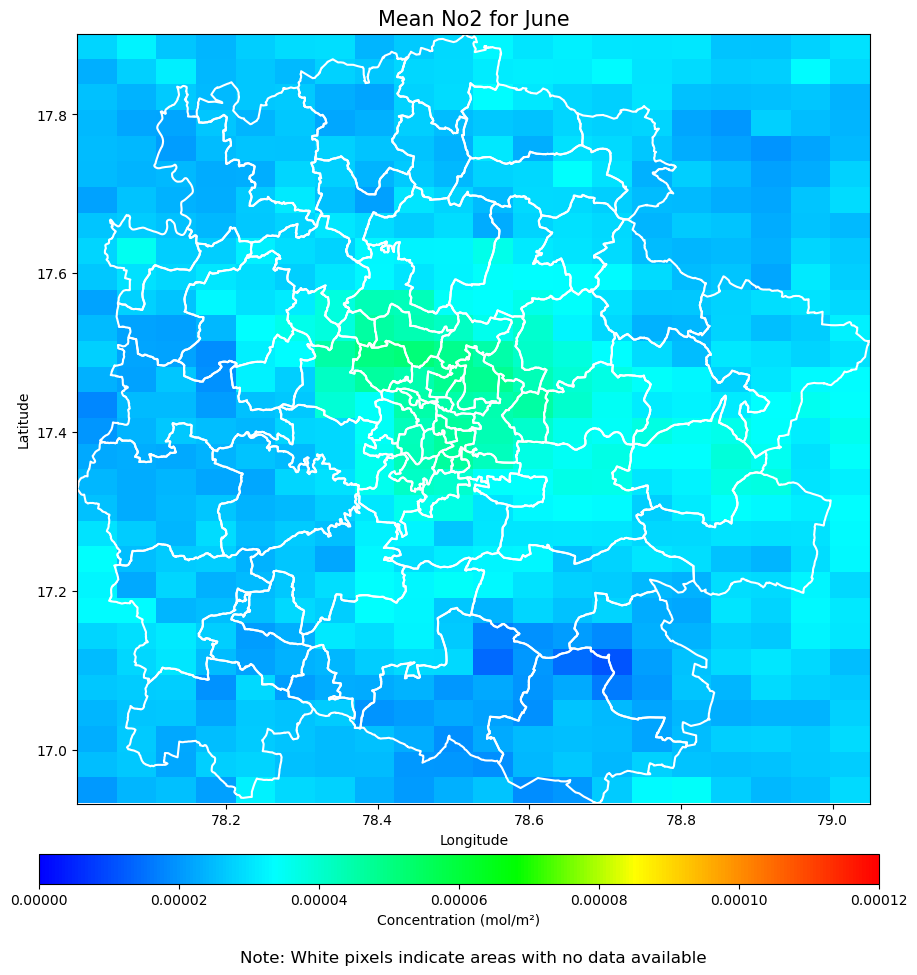 Mean No2 for June
17.8
17.6
17.4
17.2
17.0
Latitude
78.2 78.4 78.6 78.8 79.0
Longitude
0.00000 0.00002 0.00004 0.00006 0.00008 0.00010 0.00012
Concentration (mol/m²)
Note: White pixels indicate areas with no data available